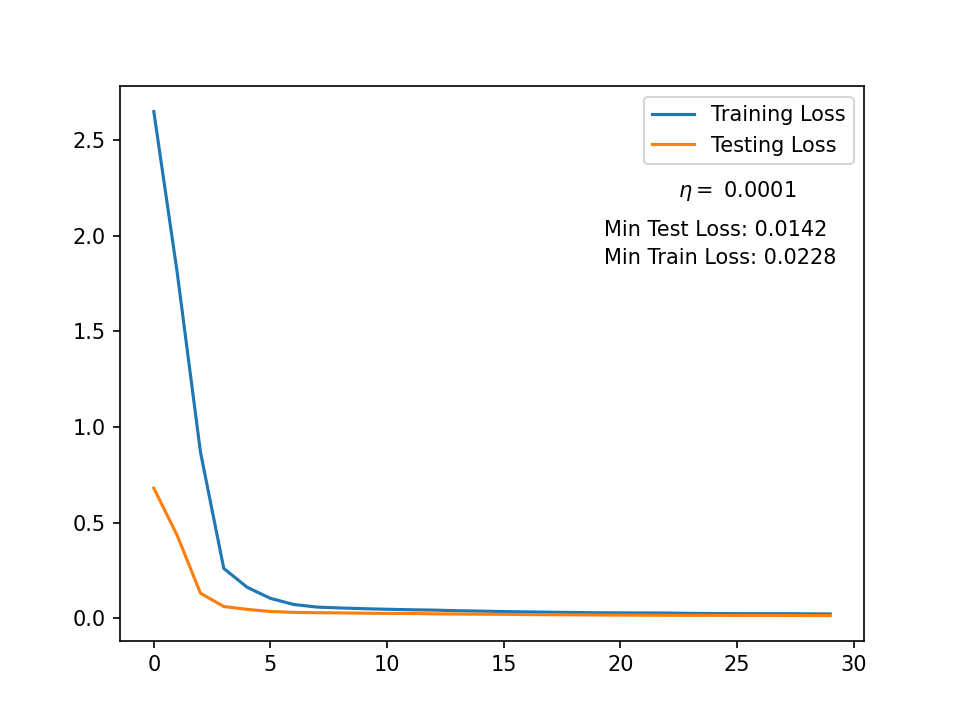 Training Loss
Testing Loss
η = 0.0001
Min Test Loss: 0.0142
Min Train Loss: 0.0228
2.5
2.0
1.5
1.0
0.5
0.0
0 5 10 15 20 25 30